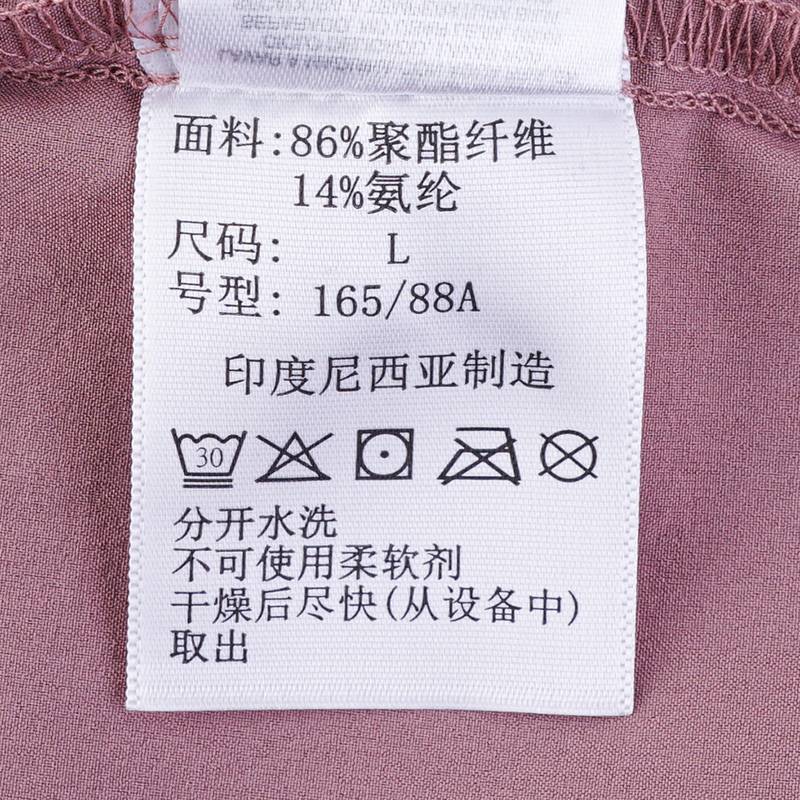 面料:86%聚酯纤维
14%氨纶
尺码: L
号型: 165/88A
印度尼西亚制造
30
分开水洗
不可使用柔软剂
干燥后尽快(从设备中)
取出